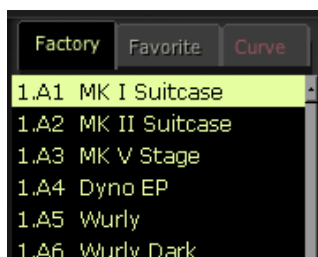 Factory Favorite Curve
1.A1 MK I Suitcase
1.A2 MK II Suitcase
1.A3 MK V Stage
1.A4 Dyno EP
1.A5 Wurly
1.A6 Wurly Dark